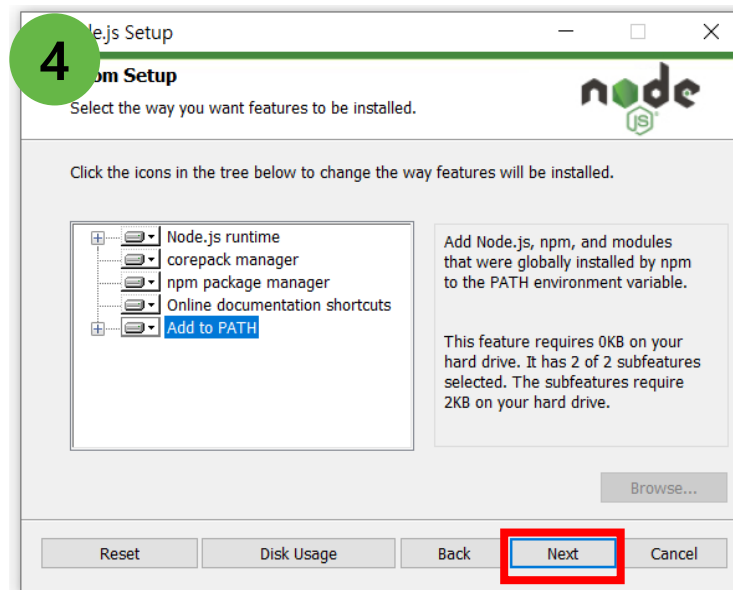 4
e.js Setup
om Setup
Select the way you want features to be installed.
node
JS
Click the icons in the tree below to change the way features will be installed.
Node.js runtime
corepack manager
npm package manager
Online documentation shortcuts
Add to PATH
Add Node.js, npm, and modules
that were globally installed by npm
to the PATH environment variable.
This feature requires 0KB on your
hard drive. It has 2 of 2 subfeatures
selected. The subfeatures require
2KB on your hard drive.
Browse...
Reset
Disk Usage
Back
Next
Cancel